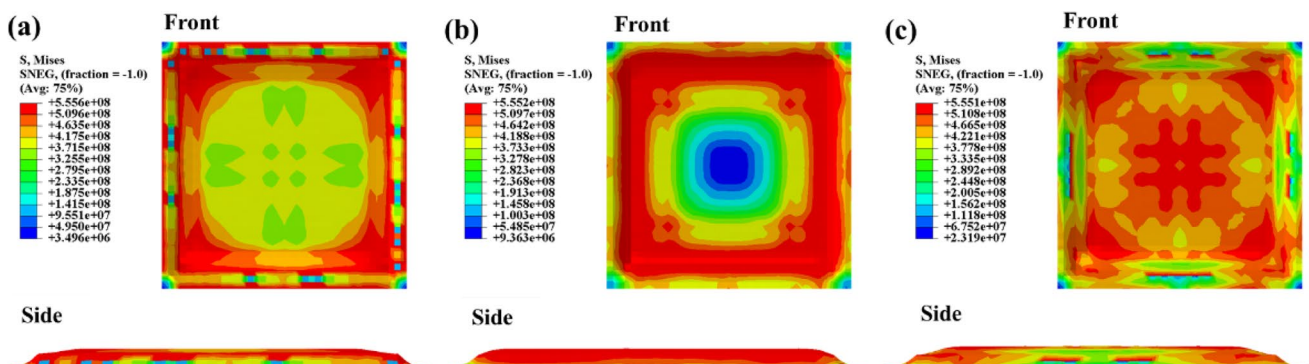 (a)
Front
S, Mises
SNEG, (fraction = -1.0)
(Avg: 75%)
+5.556e+08
+5.096e+08
+4.635e+08
+4.175e+08
+3.715e+08
+3.255e+08
+2.795e+08
+2.335e+08
+1.875e+08
+1.415e+08
+9.551e+07
+4.950e+07
+3.496e+06
Side
(b)
Front
S, Mises
SNEG, (fraction = -1.0)
(Avg: 75%)
+5.552e+08
+5.097e+08
+4.642e+08
+4.188e+08
+3.733e+08
+3.278e+08
+2.823e+08
+2.368e+08
+1.913e+08
+1.458e+08
+1.003e+08
+5.485e+07
+9.363e+06
Side
(c)
Front
S, Mises
SNEG, (fraction = -1.0)
(Avg: 75%)
+5.551e+08
+5.108e+08
+4.665e+08
+4.221e+08
+3.778e+08
+3.335e+08
+2.892e+08
+2.448e+08
+2.005e+08
+1.562e+08
+1.118e+08
+6.752e+07
+2.319e+07
Side